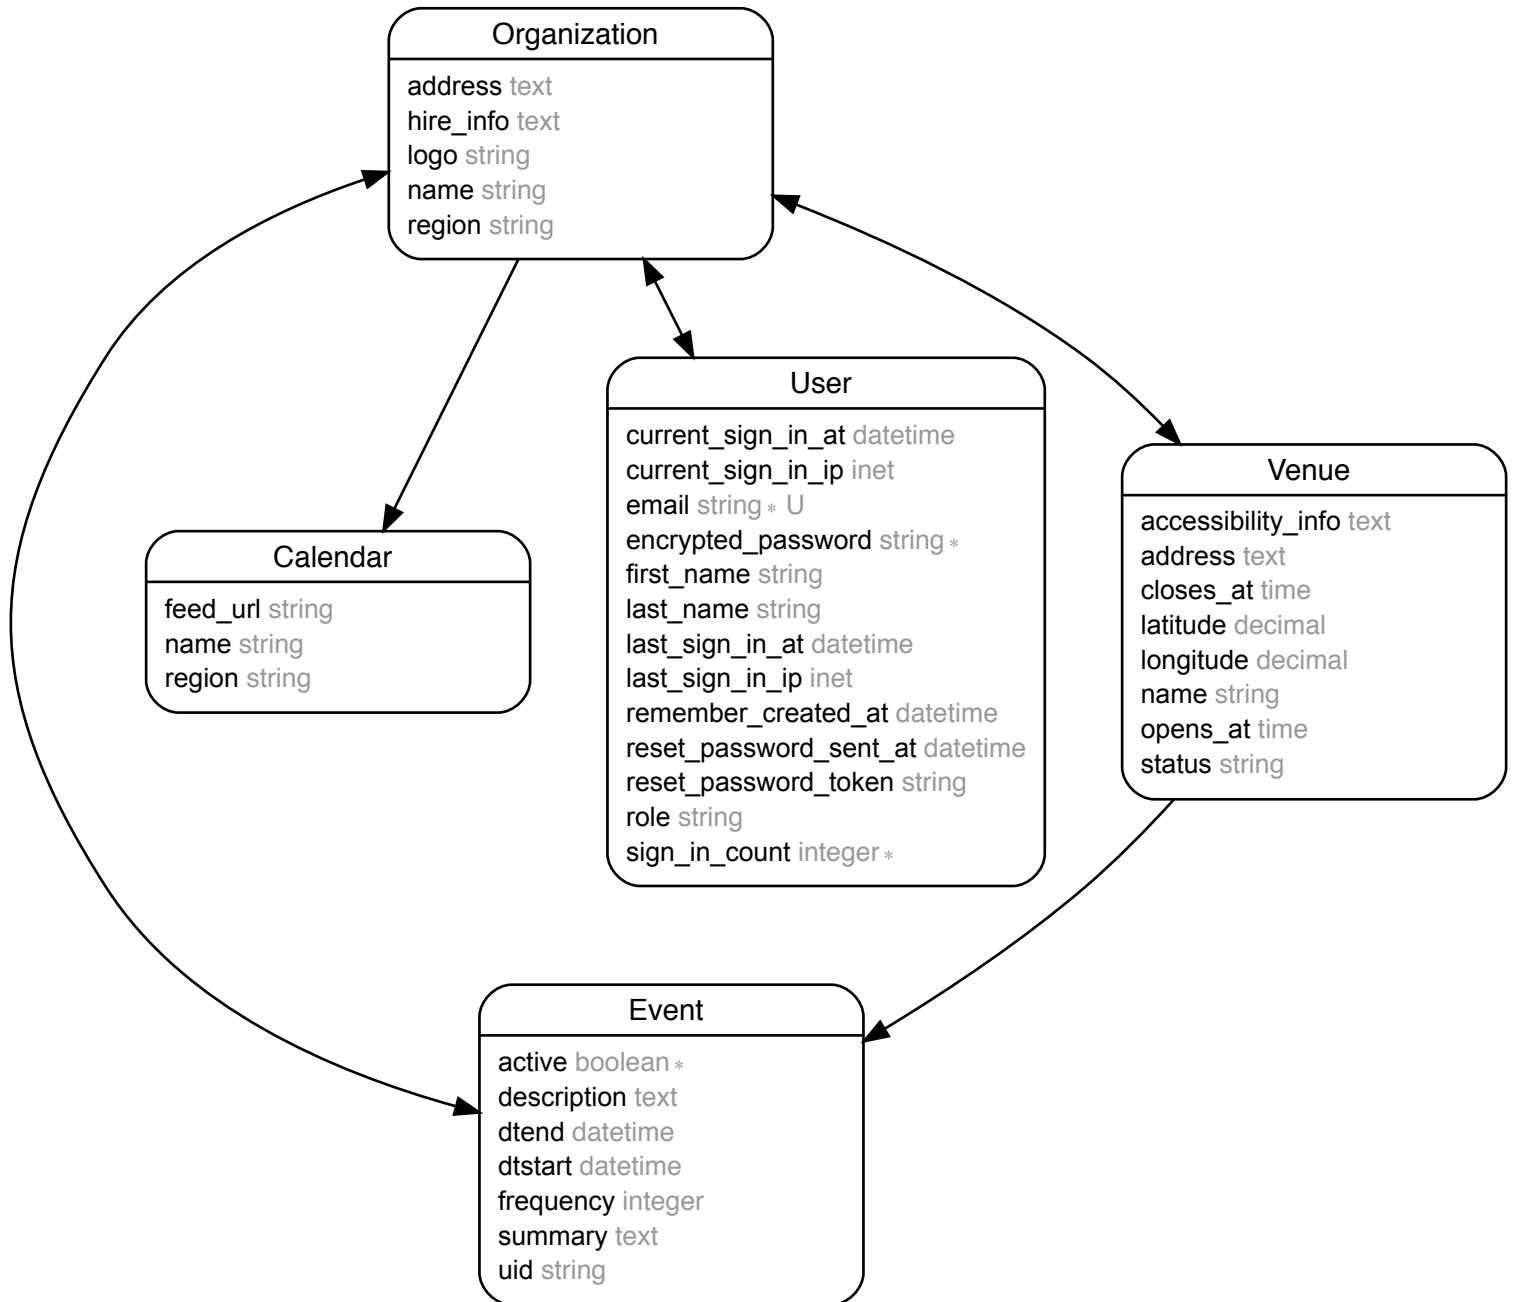 Organization
address text
hire_info text
logo string
name string
region string
User
current_sign_in_at datetime
current_sign_in_ip inet
email string * U
encrypted_password string *
first_name string
last_name string
last_sign_in_at datetime
last_sign_in_ip inet
remember_created_at datetime
reset_password_sent_at datetime
reset_password_token string
role string
sign_in_count integer *
Venue
accessibility_info text
address text
closes_at time
latitude decimal
longitude decimal
name string
opens_at time
status string
Calendar
feed_url string
name string
region string
Event
active boolean *
description text
dtend datetime
dtstart datetime
frequency integer
summary text
uid string